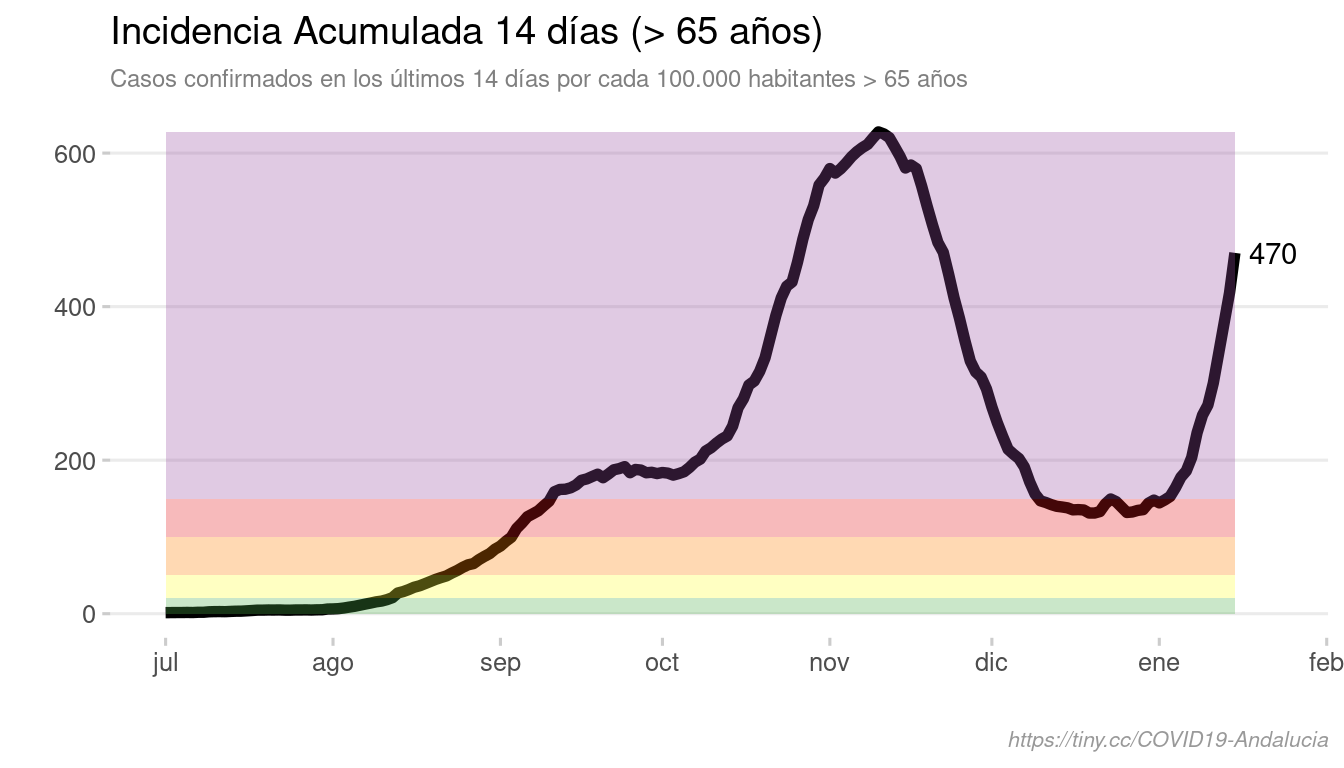 Incidencia Acumulada 14 días (> 65 años)
Casos confirmados en los últimos 14 días por cada 100.000 habitantes > 65 años
600
400
200
0
470
jul ago sep oct nov dic ene feb
https://tiny.cc/COVID19-Andalucia